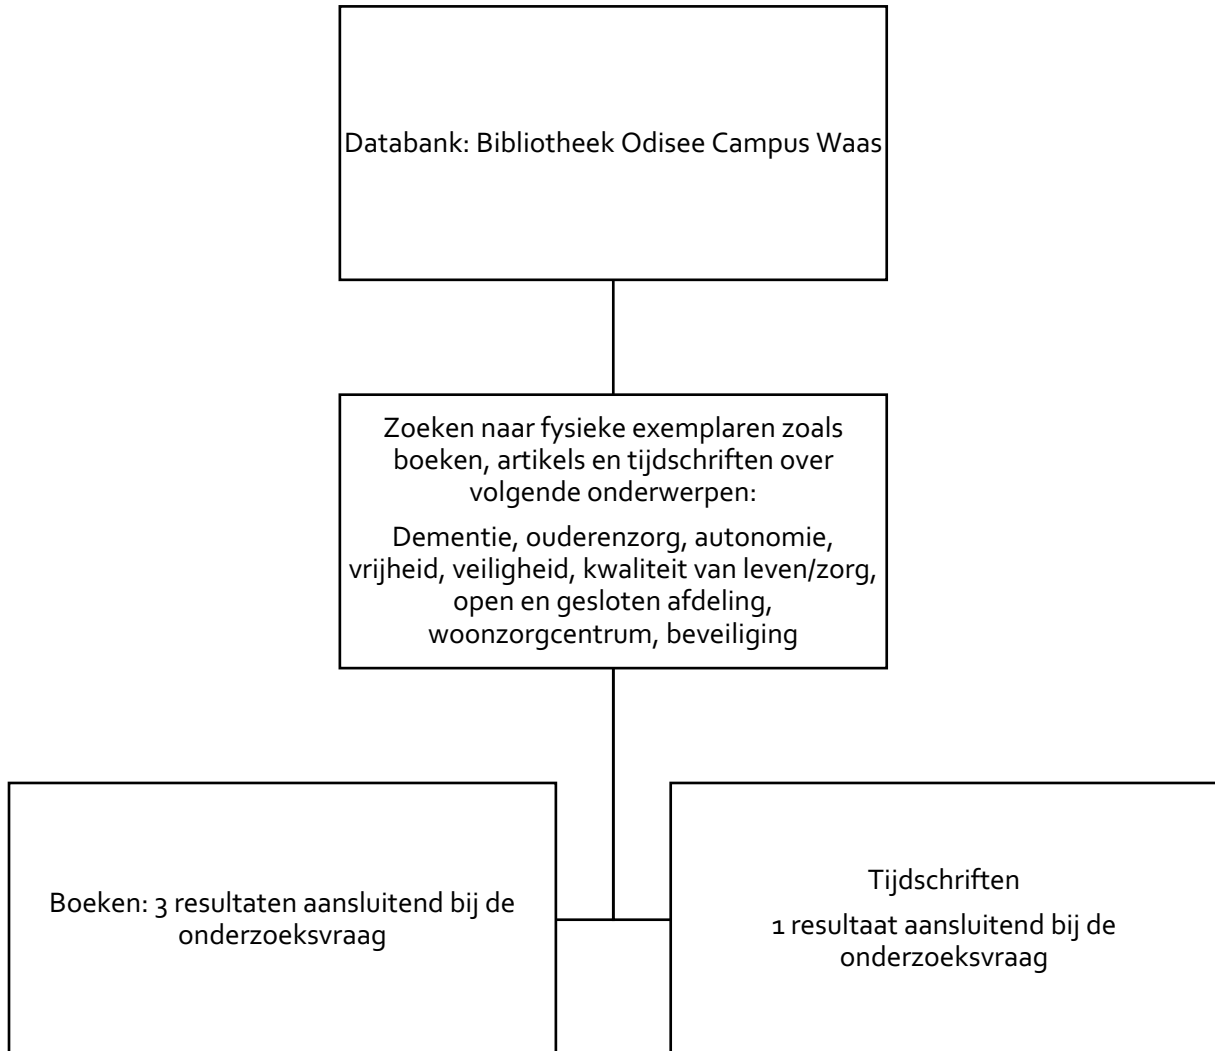 Databank: Bibliotheek Odisee Campus Waas
Zoeken naar fysieke exemplaren zoals
boeken, artikels en tijdschriften over
volgende onderwerpen:
Dementie, ouderenzorg, autonomie,
vrijheid, veiligheid, kwaliteit van leven/zorg,
open en gesloten afdeling,
woonzorgcentrum, beveiliging
Boeken: 3 resultaten aansluitend bij de
onderzoeksvraag
Tijdschriften
1 resultaat aansluitend bij de
onderzoeksvraag